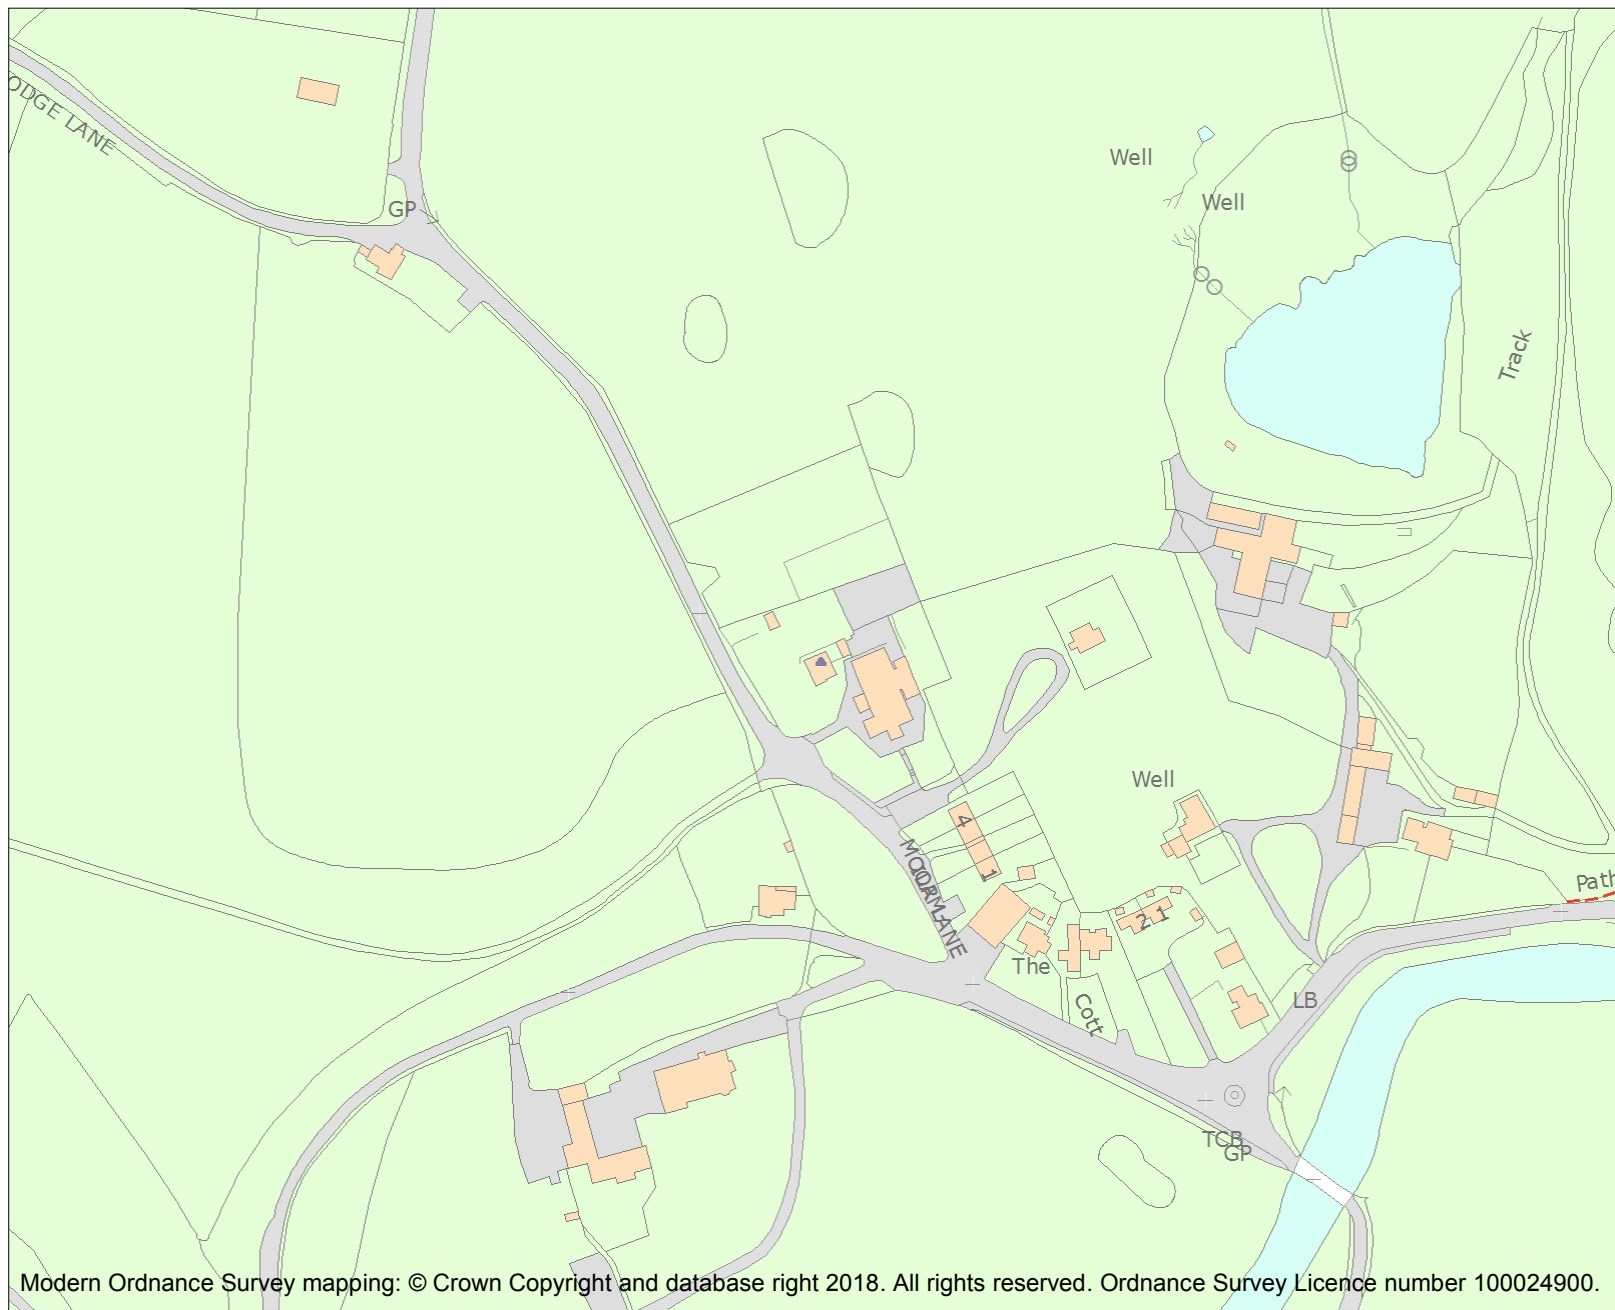 ODGE LANE
Well
GP
Well
Track
Well
4
1
MOOR LANE
2 1
Path
The
Cott
LB
TCB
GP
Modern Ordnance Survey mapping: © Crown Copyright and database right 2018. All rights reserved. Ordnance Survey Licence number 100024900.